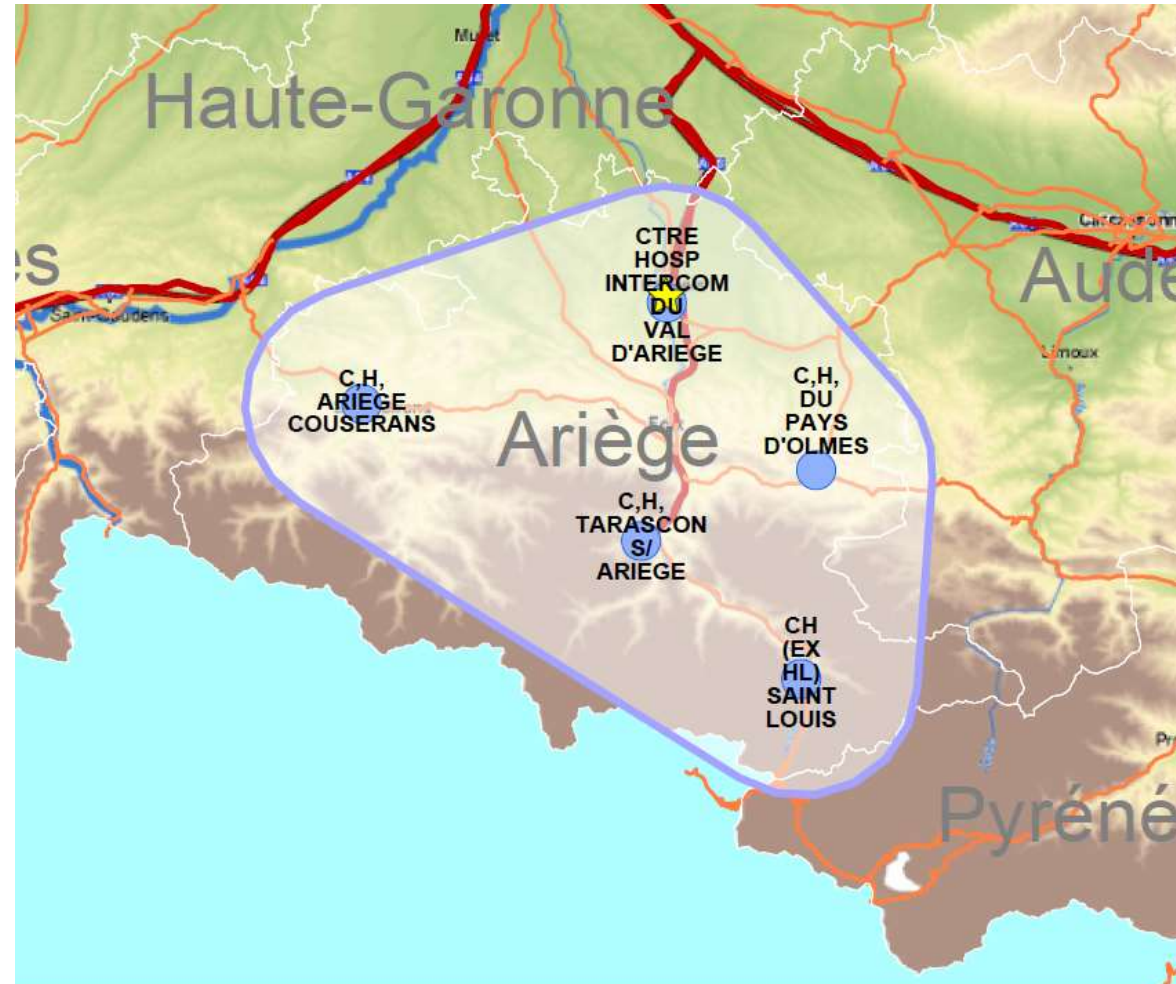 Haute-Garonne
Aude
Limoux
CTRE
HOSP
INTERCOM
DU
VAL
D'ARIEGE
C,H,
ARIEGE
COUSERANS
C,H,
DU
PAYS
D'OLMES
Ariège
C,H,
TARASCON
S/
ARIEGE
CH
(EX
HL)
SAINT
LOUIS
Pyréné